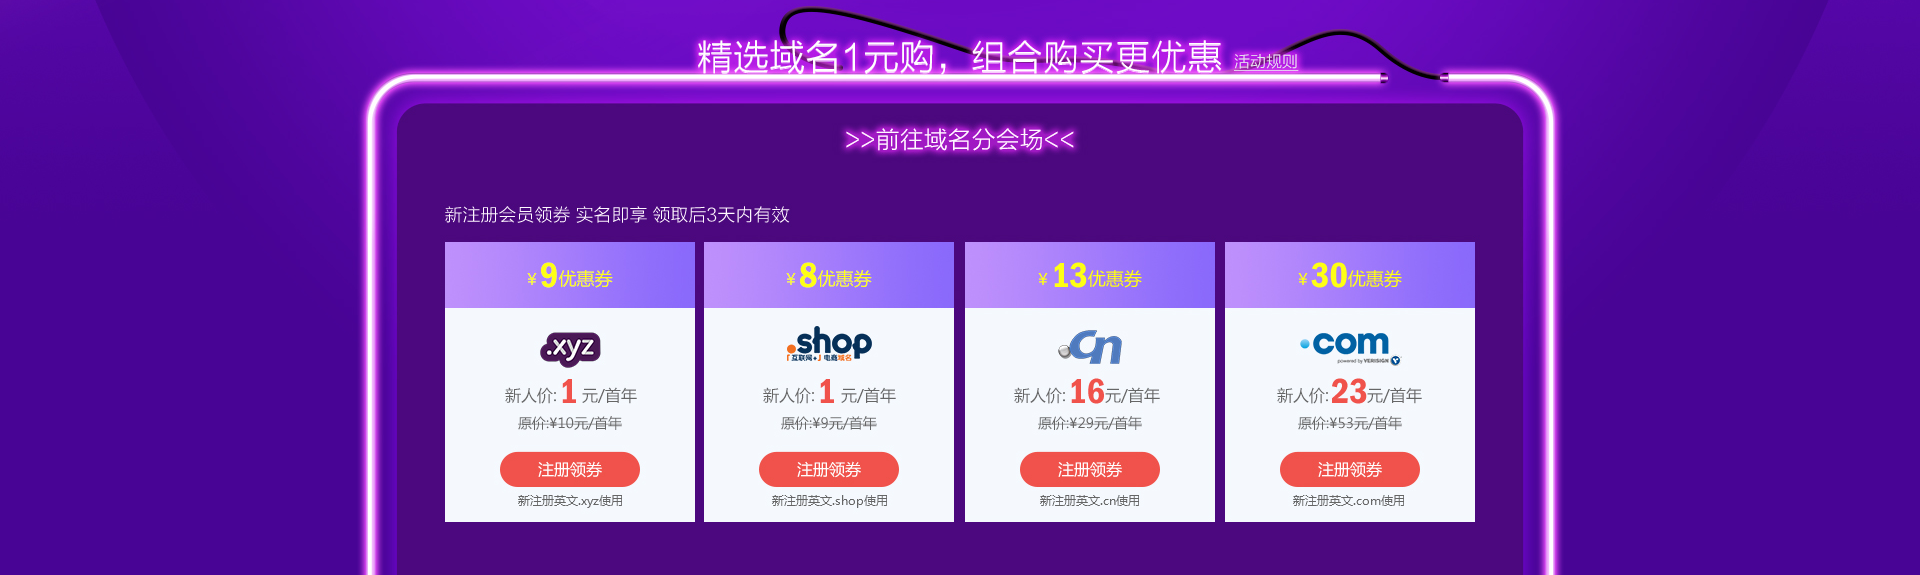 精选域名1元购，组合购买更优惠 活动规则
>>前往域名分会场<<
新注册会员领券 实名即享 领取后3天内有效
¥9优惠券
.xyz
新人价: 1 元/首年
原价:¥10元/首年
注册领券
新注册英文.xyz使用
¥8优惠券
.shop
「互联网+」电商域名
新人价: 1 元/首年
原价:¥9元/首年
注册领券
新注册英文.shop使用
¥13优惠券
.cn
新人价: 16元/首年
原价:¥29元/首年
注册领券
新注册英文.cn使用
¥30优惠券
.com
powered by VERISIGN
新人价: 23元/首年
原价:¥53元/首年
注册领券
新注册英文.com使用